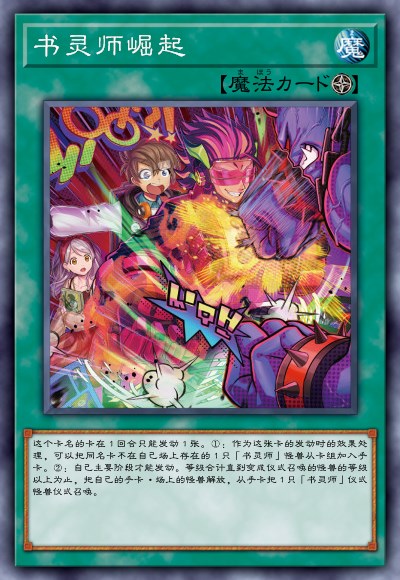 书灵师崛起
魔
【魔法カード】
まほう
这个卡名的卡在1回合只能发动1张。①：作为这张卡的发动时的效果处
理，可以把同名卡不在自己场上存在的1只「书灵师」怪兽从卡组加入手
卡。②：自己主要阶段才能发动。等级合计直到变成仪式召唤的怪兽的等级
以上为止，把自己的手卡·场上的怪兽解放，从手卡把1只「书灵师」仪式
怪兽仪式召唤。